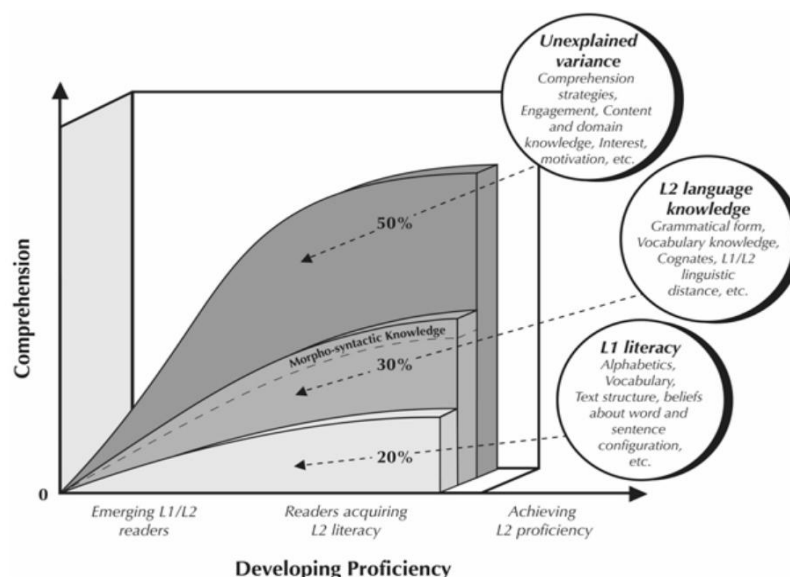 Unexplained
variance
Comprehension
strategies,
Engagement, Content
and domain
knowledge, Interest,
motivation, etc.
L2 language
knowledge
Grammatical form,
Vocabulary knowledge,
Cognates, L1/L2
linguistic
distance, etc.
L1 literacy
Alphabetics,
Vocabulary,
Text structure, beliefs
about word and
sentence
configuration,
etc.
50%
Morpho-syntactic Knowledge
30%
20%
Comprehension
0
Emerging L1/L2
readers
Readers acquiring
L2 literacy
Achieving
L2 proficiency
Developing Proficiency